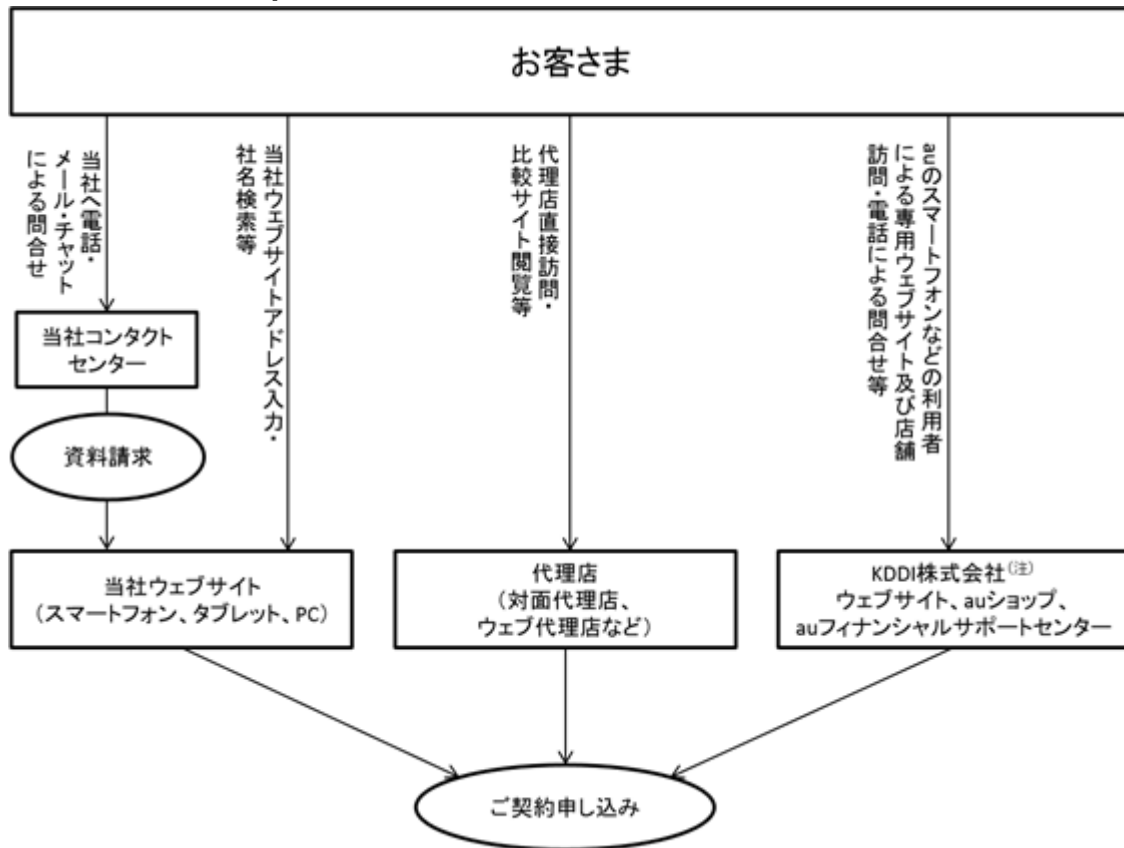 お客さま
当社へ電話・
メール・チャット
による問合せ
当社ウェブサイトアドレス入力・
社名検索等
代理店直接訪問・
比較サイト閲覧等
auのスマートフォンなどの利用者
による専用ウェブサイト及び店舗
訪問・電話による問合せ等
当社コンタクト
センター
資料請求
当社ウェブサイト
（スマートフォン、タブレット、PC）
代理店
（対面代理店、
ウェブ代理店など）
KDDI株式会社（注）
ウェブサイト、auショップ、
auフィナンシャルサポートセンター
ご契約申し込み